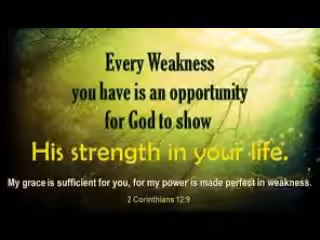 Every Weakness
you have is an opportunity
for God to show
His strength in your life.
My grace is sufficient for you, for my power is made perfect in weakness.
2 Corinthians 12:9